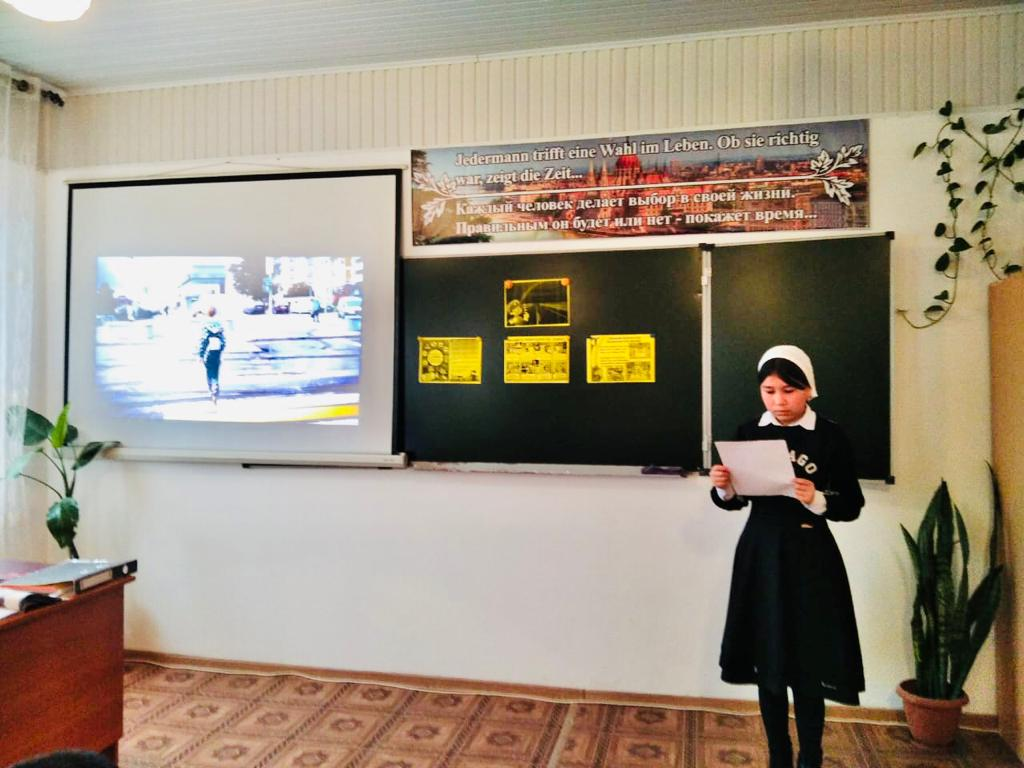 Jedermann trifft eine Wahl im Leben. Ob sie richtig
war, zeigt die Zeit...
Каждый человек делает выбор в своей жизни.
Правильным он будет или нет - покажет время...
AGO